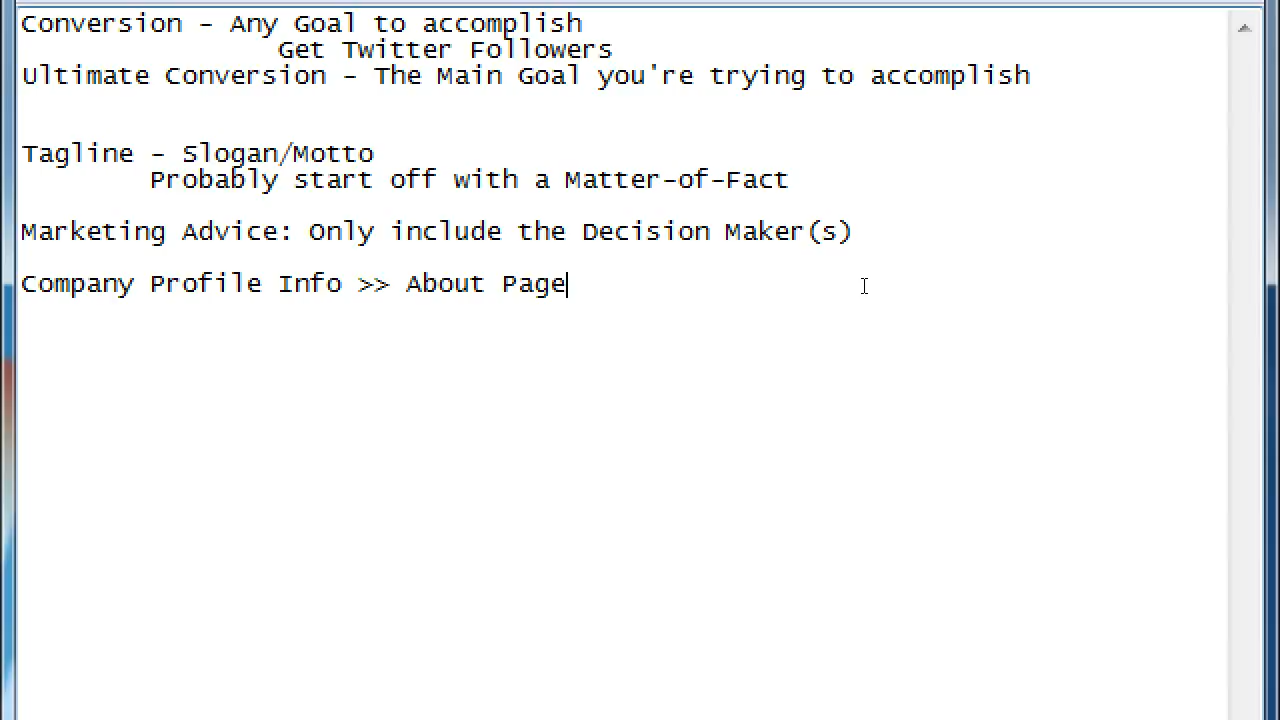 Conversion - Any Goal to accomplish
Get Twitter Followers
Ultimate Conversion - The Main Goal you're trying to accomplish
Tagline - Slogan/Motto
Probably start off with a Matter-of-Fact
Marketing Advice: Only include the Decision Maker(s)
Company Profile Info >> About Page